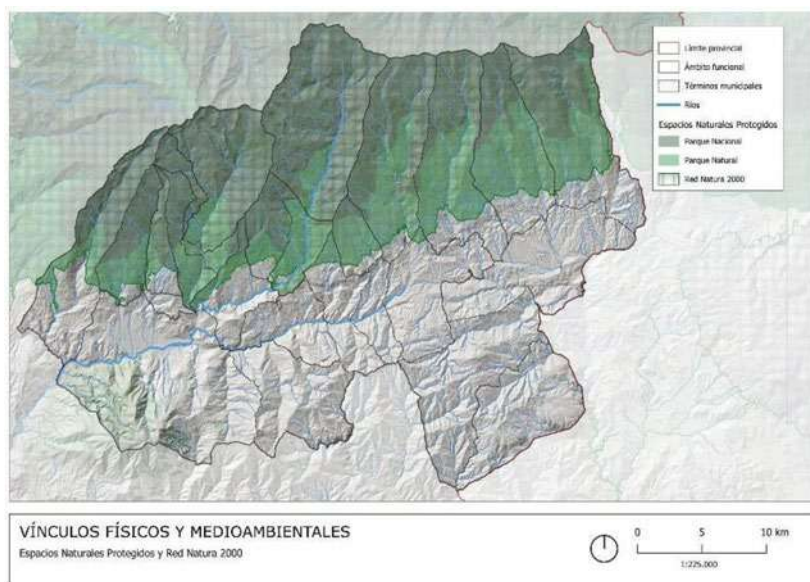 Límite provincial
Ámbito funcional
Términos municipales
Ríos
Espacios Naturales Protegidos
Parque Nacional
Parque Natural
Red Natura 2000
VÍNCULOS FÍSICOS Y MEDIOAMBIENTALES
Espacios Naturales Protegidos y Red Natura 2000
0 5 10 km
1:225.000